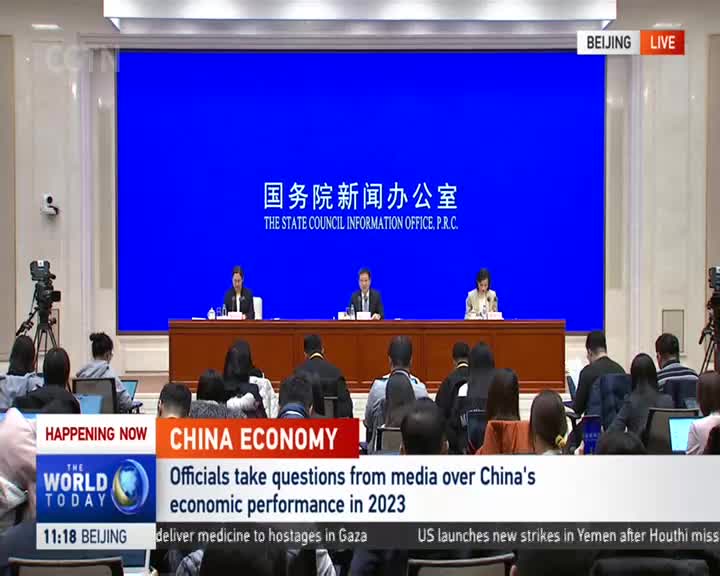 CGTN
BEIJING LIVE
国务院新闻办公室
THE STATE COUNCIL INFORMATION OFFICE, P.R.C.
HAPPENING NOW
CHINA ECONOMY
THE
WORLD
TODAY
Officials take questions from media over China's
economic performance in 2023
11:18 BEIJING
deliver medicine to hostages in Gaza US launches new strikes in Yemen after Houthi miss